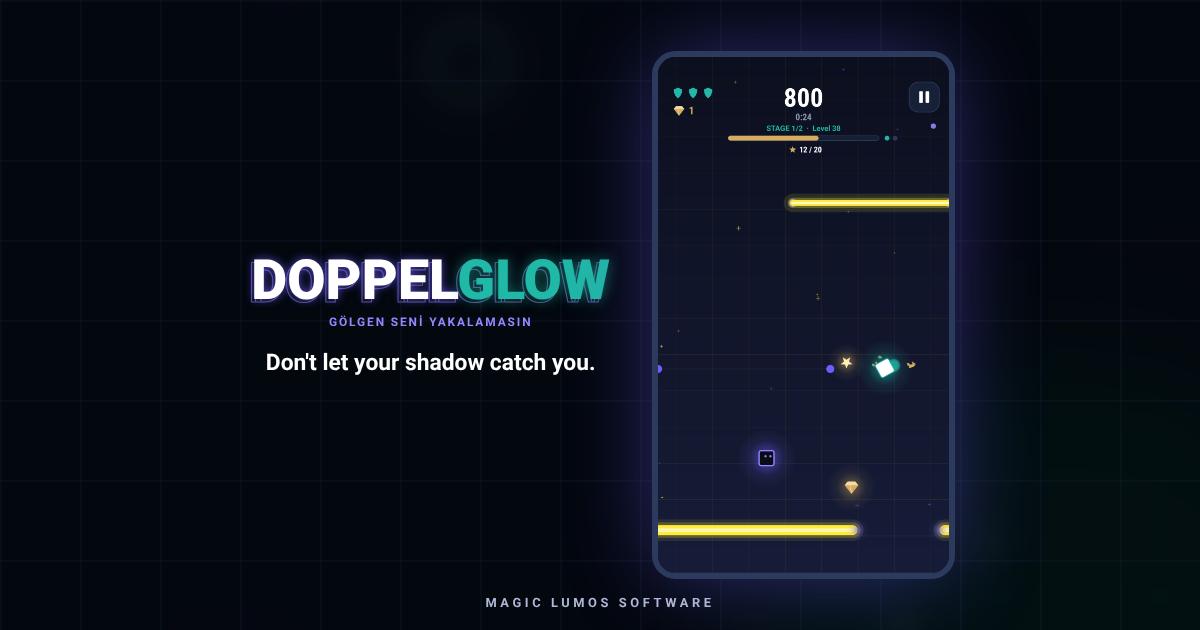 DOPPELGLOW
GÖLGEN SENİ YAKALAMASIN
Don't let your shadow catch you.
800
1
0:24
STAGE 1/2 · Level 38
12 / 20
MAGIC LUMOS SOFTWARE